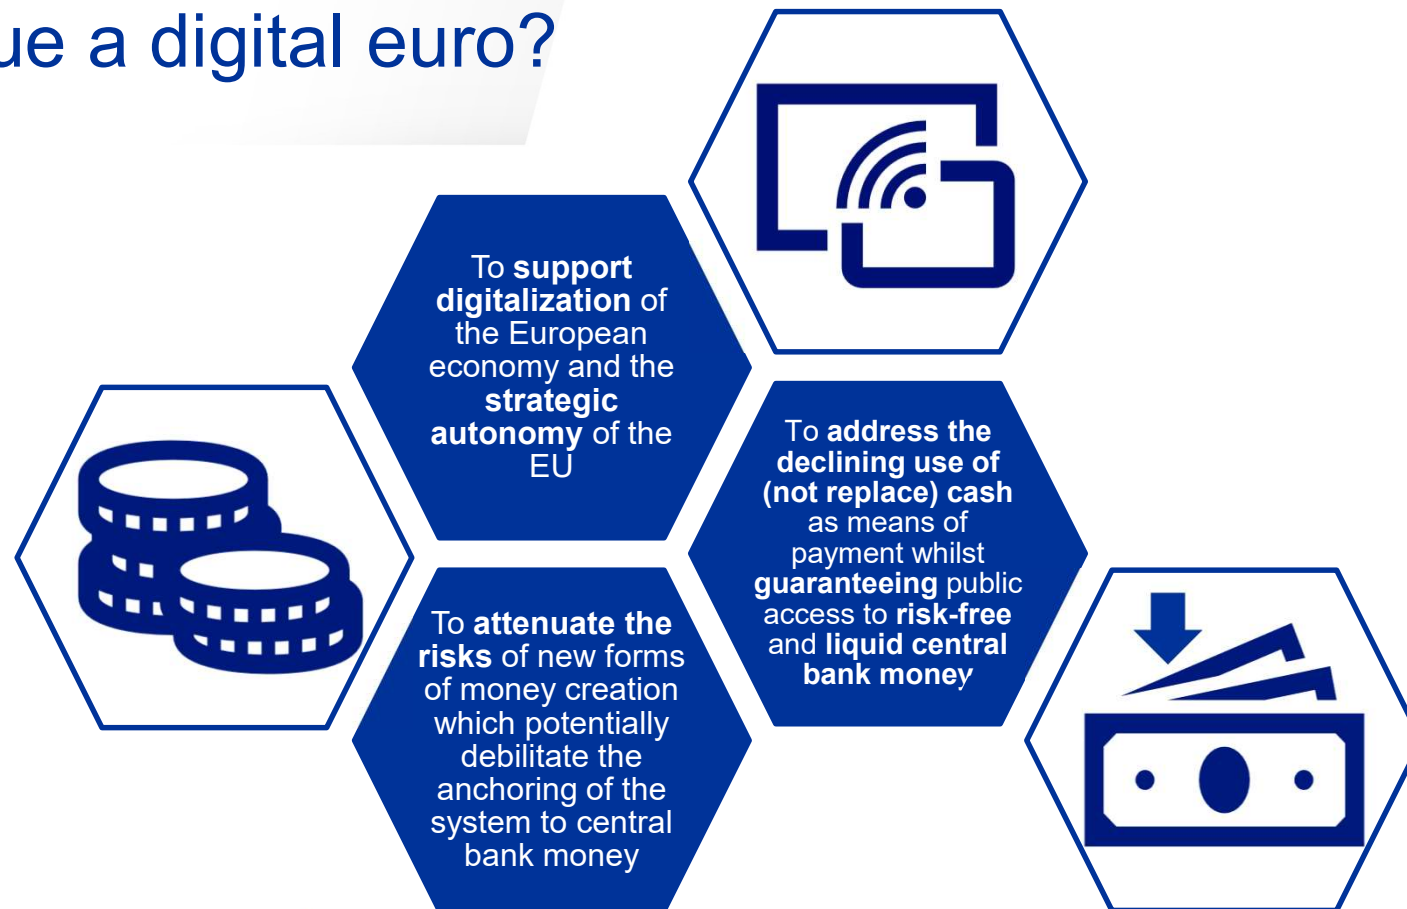 ue a digital euro?
To support
digitalization of
the European
economy and the
strategic
autonomy of the
EU
To address the
declining use of
(not replace) cash
as means of
payment whilst
guaranteeing public
access to risk-free
and liquid central
bank money
To attenuate the
risks of new forms
of money creation
which potentially
debilitate the
anchoring of the
system to central
bank money